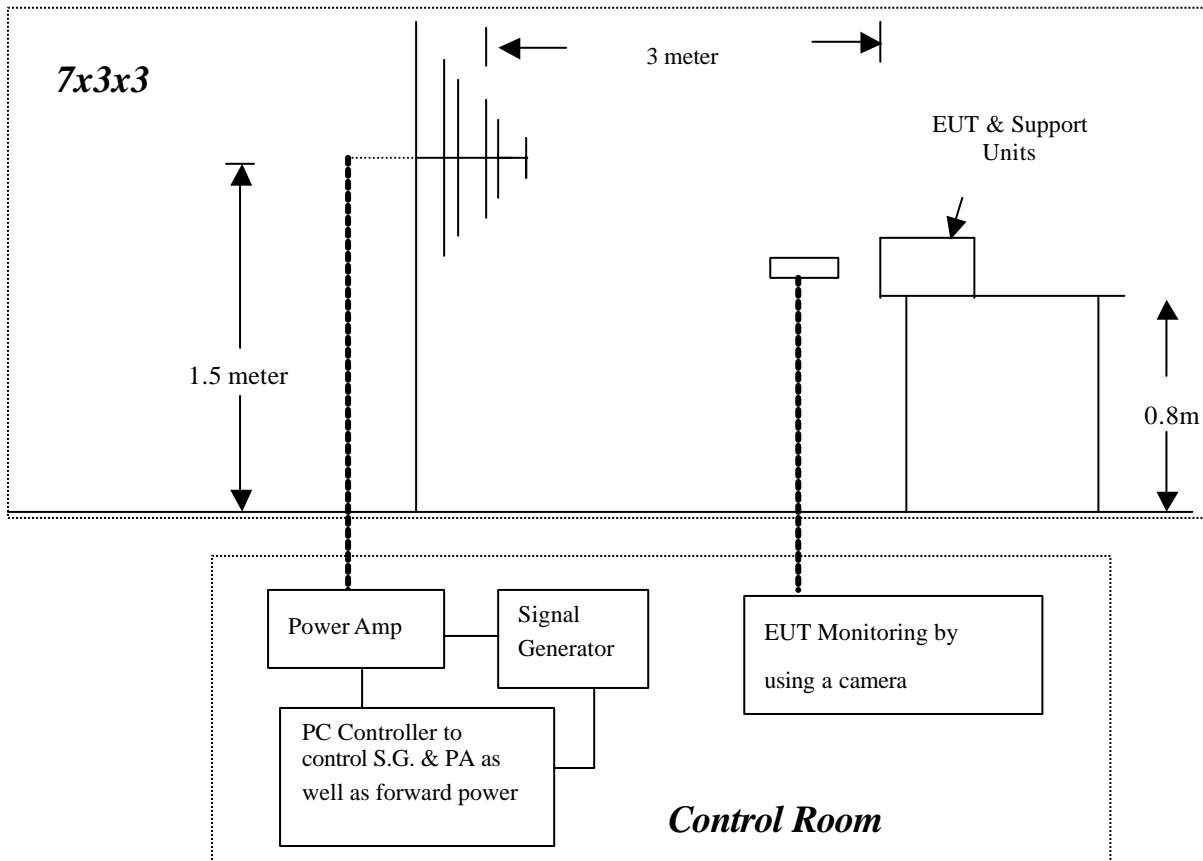 3 meter
7x3x3
EUT & Support
Units
1.5 meter
0.8m
Power Amp
Signal
Generator
EUT Monitoring by
using a camera
PC Controller to
control S.G. & PA as
well as forward power
Control Room